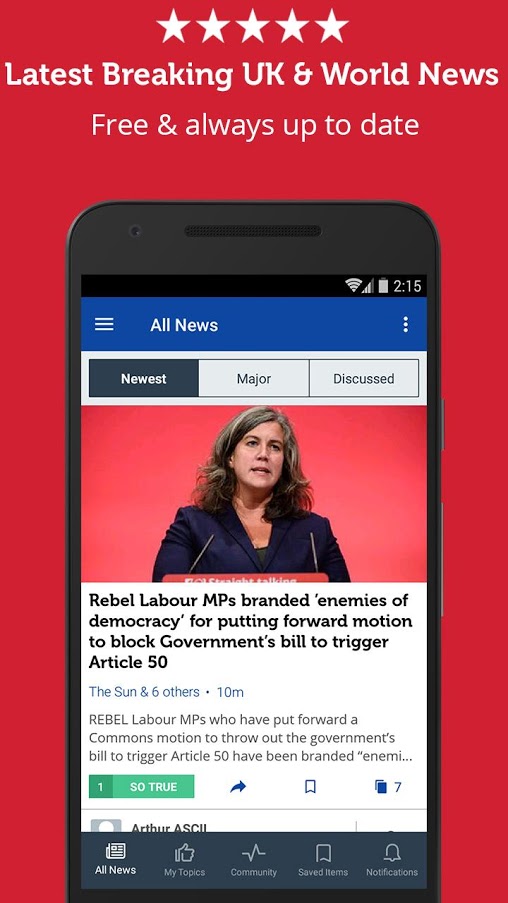 Latest Breaking UK & World News
Free & always up to date
2:15
All News
Newest
Major
Discussed
Straight talking
Rebel Labour MPs branded ‘enemies of
democracy’ for putting forward motion
to block Government’s bill to trigger
Article 50
The Sun & 6 others • 10m
REBEL Labour MPs who have put forward a
Commons motion to throw out the government’s
bill to trigger Article 50 have been branded “enemi...
1 SO TRUE
7
Arthur ASCII
All News
My Topics
Community
Saved Items
Notifications